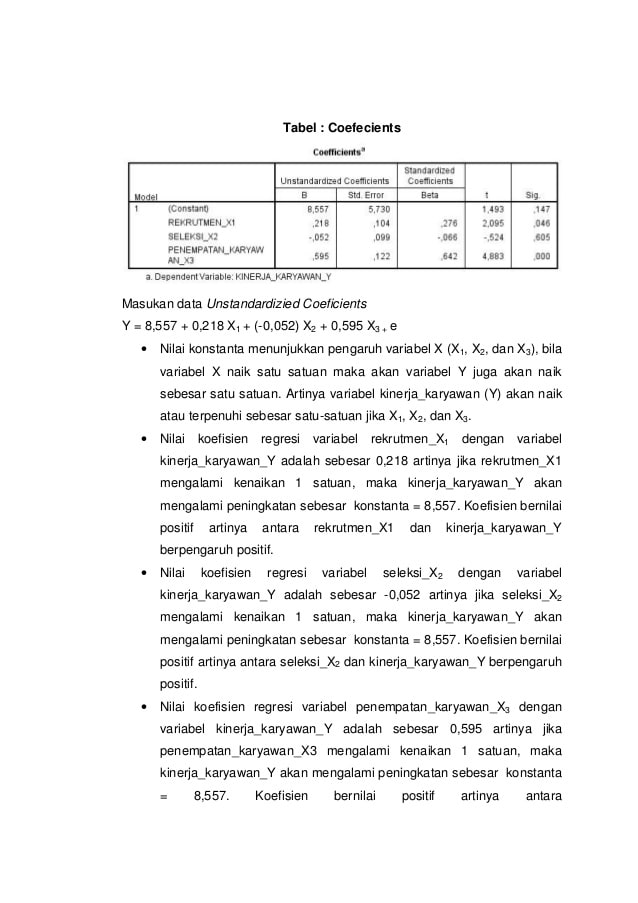 Tabel : Coefecients
Coefficientsᵃ
Model Unstandardized Coefficients Standardized Coefficients t Sig.
B Std. Error Beta
1 (Constant) 8,557 5,730 1,493 ,147
REKRUTMEN_X1 ,218 ,104 ,276 2,095 ,046
SELEKSI_X2 -,052 ,099 -,066 -,524 ,605
PENEMPATAN_KARYAW
AN_X3 ,595 ,122 ,642 4,883 ,000
a. Dependent Variable: KINERJA_KARYAWAN_Y
Masukan data Unstandardizied Coeficients
Y = 8,557 + 0,218 X₁ + (-0,052) X₂ + 0,595 X₃ ₊ e
• Nilai konstanta menunjukkan pengaruh variabel X (X₁, X₂, dan X₃), bila
variabel X naik satu satuan maka akan variabel Y juga akan naik
sebesar satu satuan. Artinya variabel kinerja_karyawan (Y) akan naik
atau terpenuhi sebesar satu-satuan jika X₁, X₂, dan X₃.
• Nilai koefisien regresi variabel rekrutmen_X₁ dengan variabel
kinerja_karyawan_Y adalah sebesar 0,218 artinya jika rekrutmen_X1
mengalami kenaikan 1 satuan, maka kinerja_karyawan_Y akan
mengalami peningkatan sebesar konstanta = 8,557. Koefisien bernilai
positif artinya antara rekrutmen_X1 dan kinerja_karyawan_Y
berpengaruh positif.
• Nilai koefisien regresi variabel seleksi_X₂ dengan variabel
kinerja_karyawan_Y adalah sebesar -0,052 artinya jika seleksi_X₂
mengalami kenaikan 1 satuan, maka kinerja_karyawan_Y akan
mengalami peningkatan sebesar konstanta = 8,557. Koefisien bernilai
positif artinya antara seleksi_X₂ dan kinerja_karyawan_Y berpengaruh
positif.
• Nilai koefisien regresi variabel penempatan_karyawan_X₃ dengan
variabel kinerja_karyawan_Y adalah sebesar 0,595 artinya jika
penempatan_karyawan_X3 mengalami kenaikan 1 satuan, maka
kinerja_karyawan_Y akan mengalami peningkatan sebesar konstanta
= 8,557. Koefisien bernilai positif artinya antara